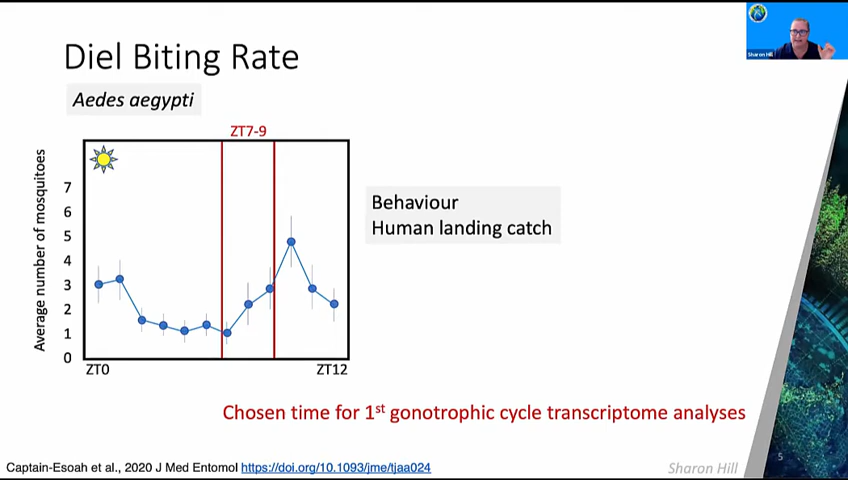 Diel Biting Rate
Aedes aegypti
ZT7-9
Average number of mosquitoes
7
6
5
4
3
2
1
0
ZT0
ZT12
Behaviour
Human landing catch
Chosen time for 1st gonotrophic cycle transcriptome analyses
Captain-Esoah et al., 2020 J Med Entomol https://doi.org/10.1093/jme/tjaa024
Sharon Hill
5
Sharon Hill